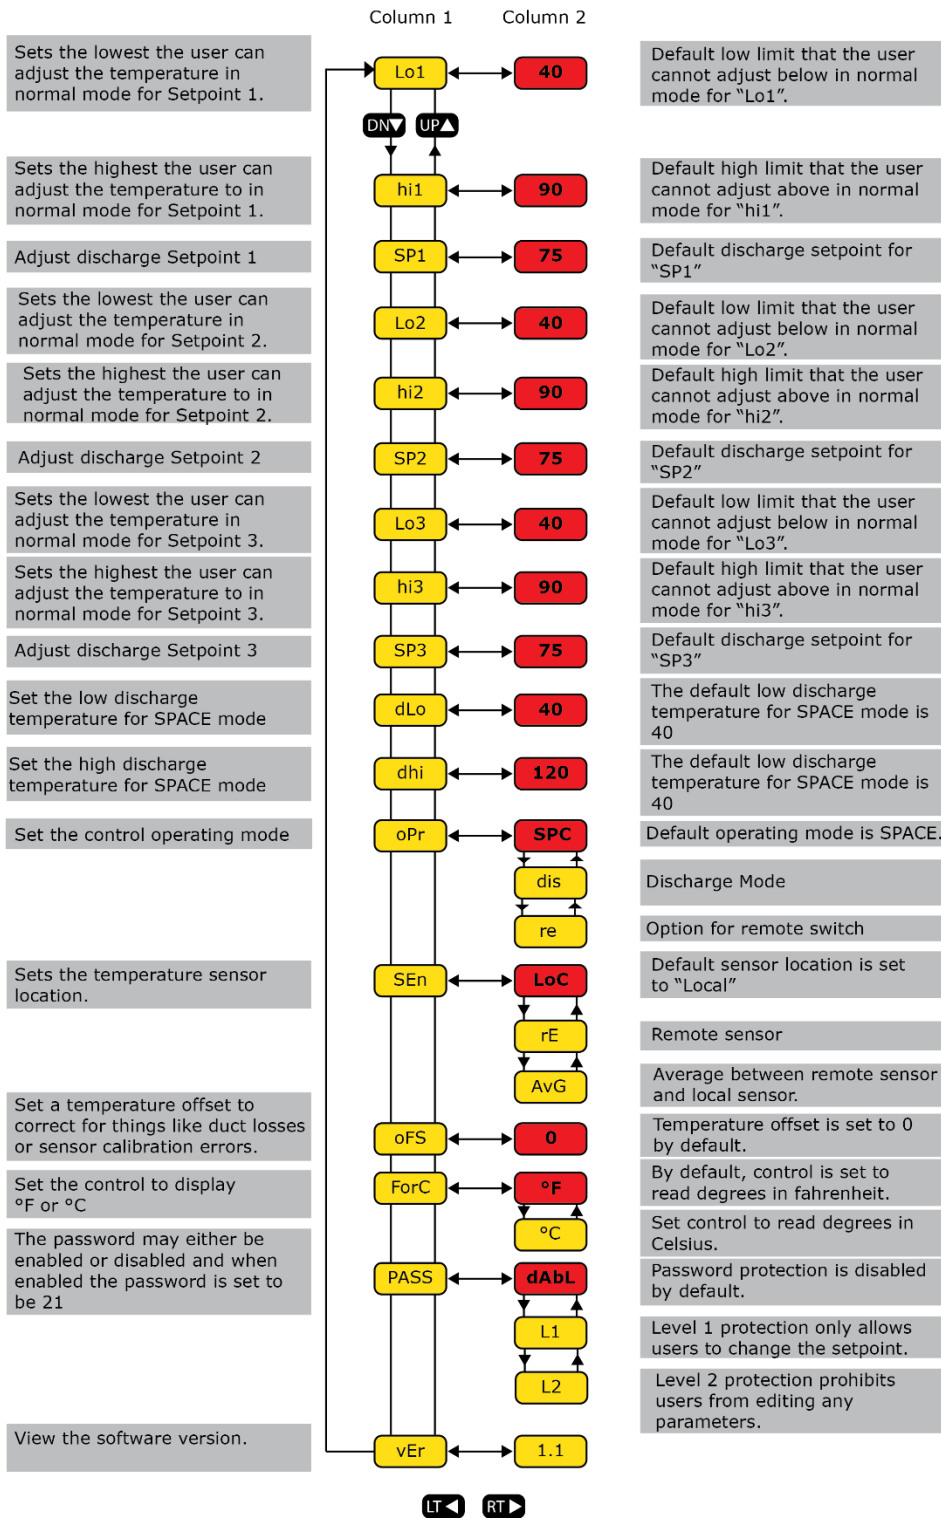 Column 1
Column 2
Sets the lowest the user can
adjust the temperature in
normal mode for Setpoint 1.
Lo1
40
Default low limit that the user
cannot adjust below in normal
mode for “Lo1”.
DN▼
UP▲
Sets the highest the user can
adjust the temperature to in
normal mode for Setpoint 1.
hi1
90
Default high limit that the user
cannot adjust above in normal
mode for “hi1”.
Adjust discharge Setpoint 1
SP1
75
Default discharge setpoint for
“SP1”
Sets the lowest the user can
adjust the temperature in
normal mode for Setpoint 2.
Lo2
40
Default low limit that the user
cannot adjust below in normal
mode for “Lo2”.
Sets the highest the user can
adjust the temperature to in
normal mode for Setpoint 2.
hi2
90
Default high limit that the user
cannot adjust above in normal
mode for “hi2”.
Adjust discharge Setpoint 2
SP2
75
Default discharge setpoint for
“SP2”
Sets the lowest the user can
adjust the temperature in
normal mode for Setpoint 3.
Lo3
40
Default low limit that the user
cannot adjust below in normal
mode for “Lo3”.
Sets the highest the user can
adjust the temperature to in
normal mode for Setpoint 3.
hi3
90
Default high limit that the user
cannot adjust above in normal
mode for “hi3”.
Adjust discharge Setpoint 3
SP3
75
Default discharge setpoint for
“SP3”
Set the low discharge
temperature for SPACE mode
dLo
40
The default low discharge
temperature for SPACE mode is
40
Set the high discharge
temperature for SPACE mode
dhi
120
The default low discharge
temperature for SPACE mode is
40
Set the control operating mode
oPr
SPC
Default operating mode is SPACE.
dis
Discharge Mode
re
Option for remote switch
Sets the temperature sensor
location.
SEn
LoC
Default sensor location is set
to “Local”
rE
Remote sensor
AvG
Average between remote sensor
and local sensor.
Set a temperature offset to
correct for things like duct losses
or sensor calibration errors.
oFS
0
Temperature offset is set to 0
by default.
Set the control to display
°F or °C
ForC
°F
By default, control is set to
read degrees in fahrenheit.
°C
Set control to read degrees in
Celsius.
The password may either be
enabled or disabled and when
enabled the password is set to
be 21
PASS
dAbL
Password protection is disabled
by default.
L1
Level 1 protection only allows
users to change the setpoint.
L2
Level 2 protection prohibits
users from editing any
parameters.
View the software version.
vEr
1.1
LT◀
RT▶